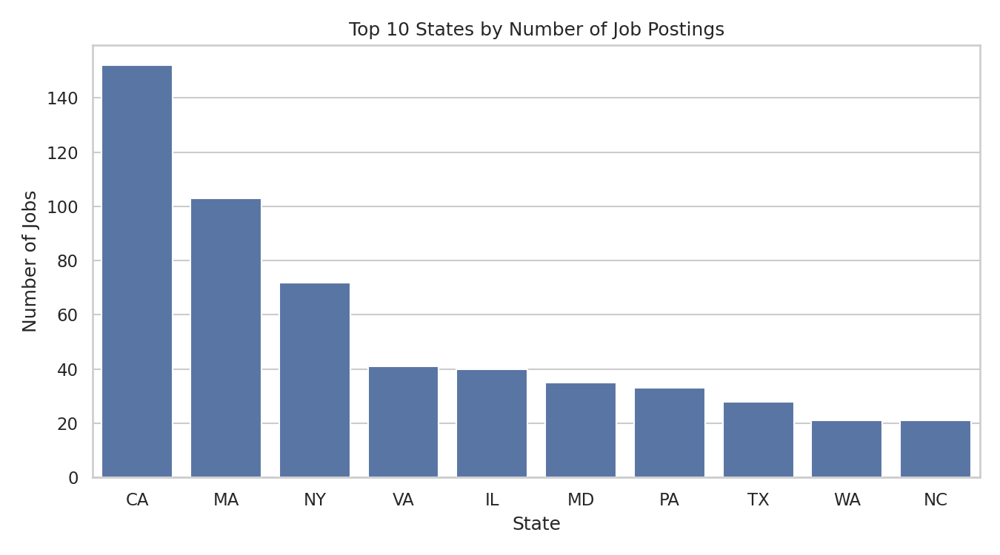 Top 10 States by Number of Job Postings
Number of Jobs
140
120
100
80
60
40
20
0
CA MA NY VA IL MD PA TX WA NC
State